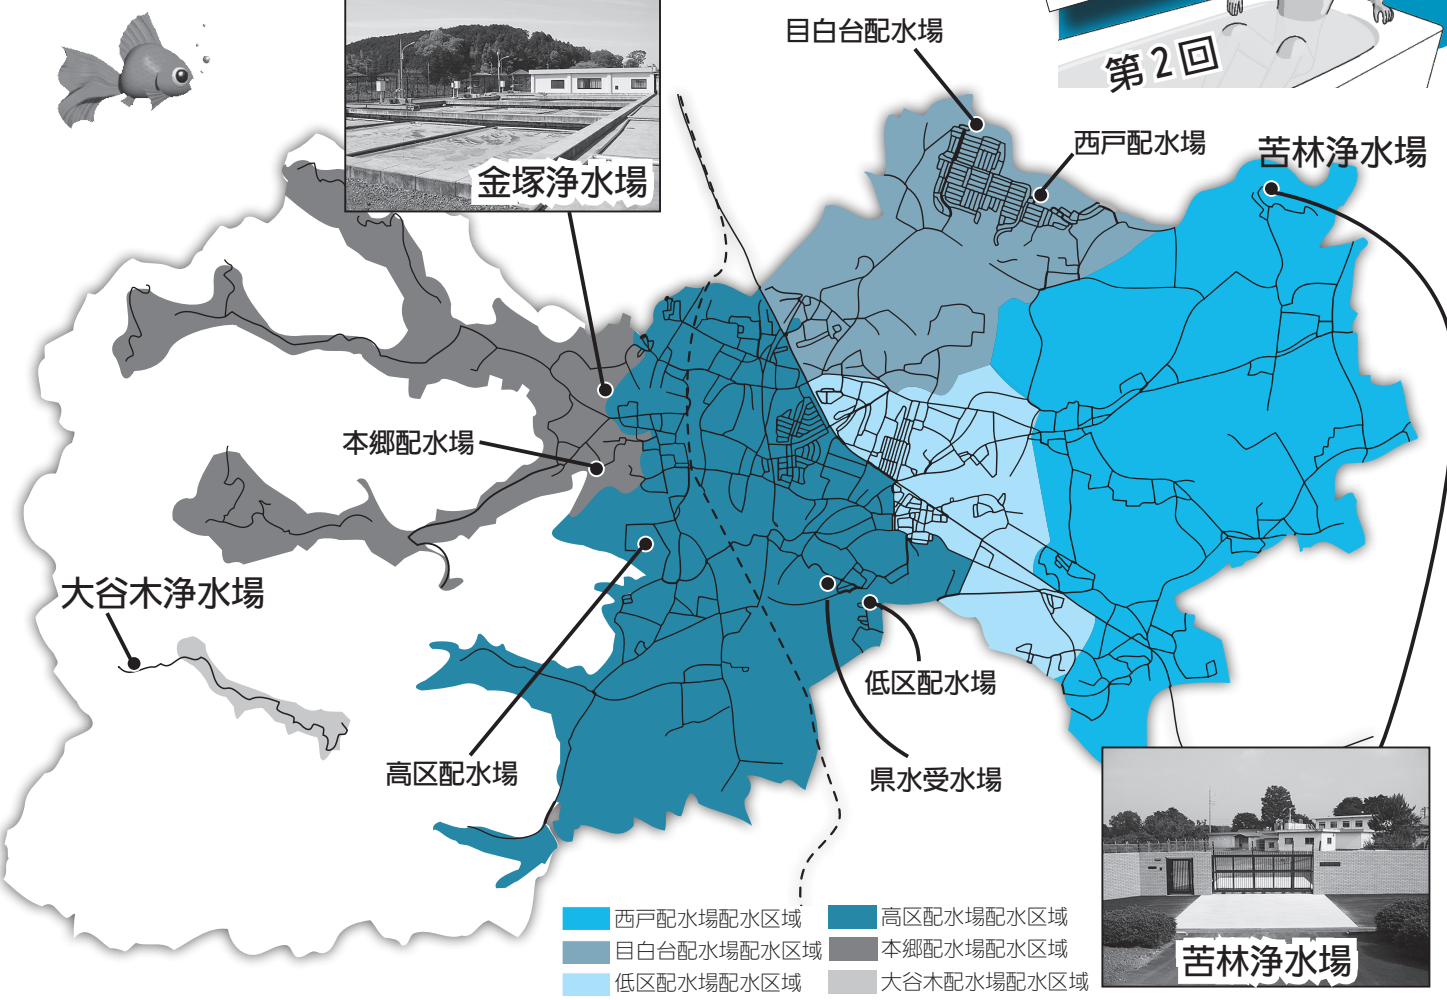 目白台配水場
第2回
西戸配水場
苦林浄水場
金塚浄水場
本郷配水場
大谷木浄水場
低区配水場
高区配水場
県水受水場
西戸配水場配水区域
高区配水場配水区域
目白台配水場配水区域
本郷配水場配水区域
低区配水場配水区域
大谷木配水場配水区域
苦林浄水場